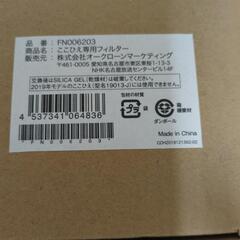 品番：FN006203
商品名：ここひえ専用フィルター
販売元：株式会社オークローンマーケティング
〒461-0005 愛知県名古屋市東区東桜1-13-3
NHK名古屋放送センタービル14F
交換後はSILICA GEL(乾燥材)は破棄してください。
2019年モデルのここひえ(型名19013-J)には使用できません。
4 537341 064836
*FN006203*
Made in China
ダンボール